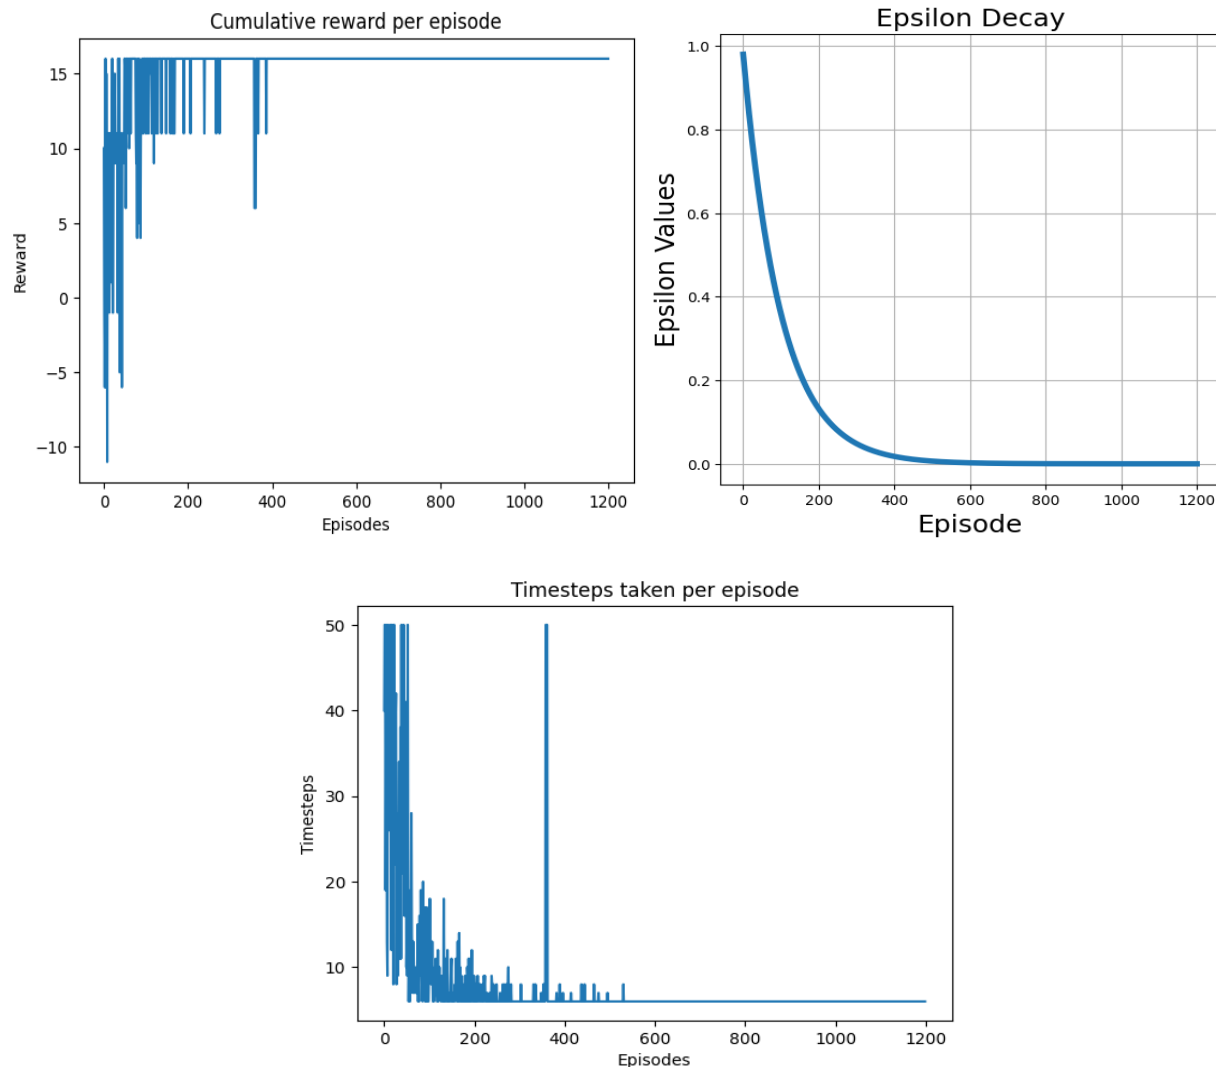 Cumulative reward per episode
15
10
5
0
−5
−10
Reward
0 200 400 600 800 1000 1200
Episodes
Epsilon Decay
1.0
0.8
0.6
0.4
0.2
0.0
Epsilon Values
0 200 400 600 800 1000 1200
Episode
Timesteps taken per episode
50
40
30
20
10
Timesteps
0 200 400 600 800 1000 1200
Episodes